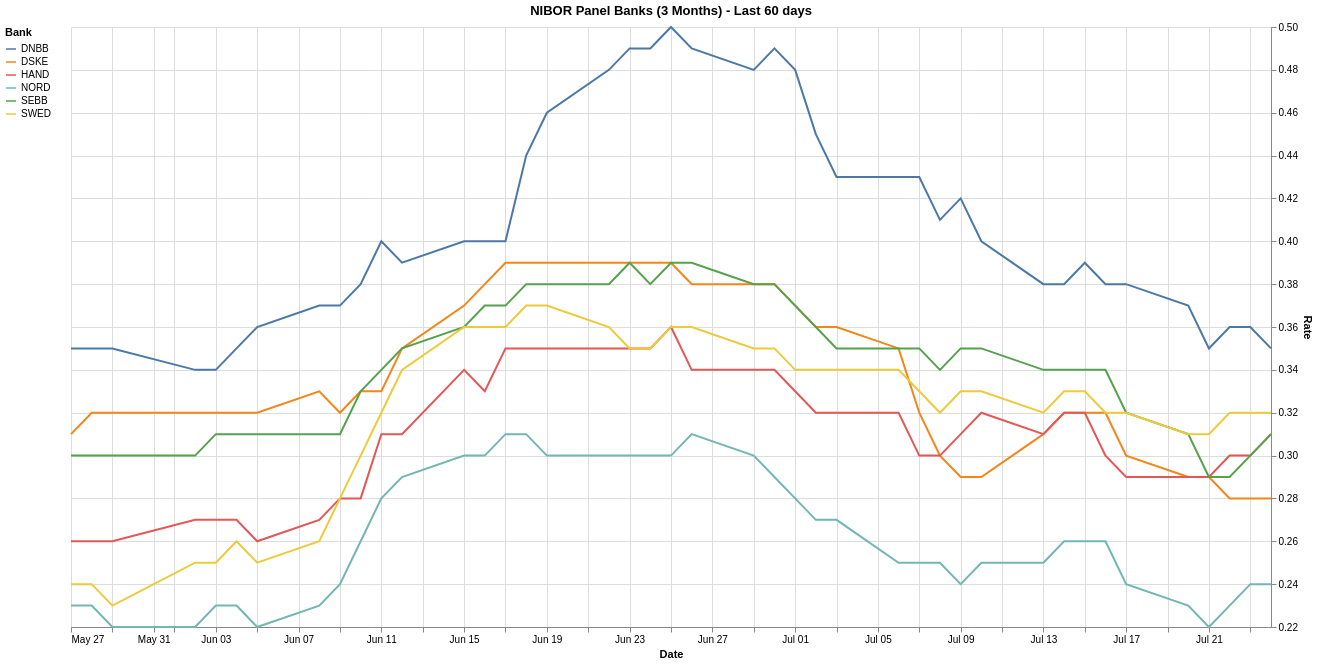 NIBOR Panel Banks (3 Months) - Last 60 days
Bank
DNBB
DSKE
HAND
NORD
SEBB
SWED
0.50
0.48
0.46
0.44
0.42
0.40
0.38
0.36
0.34
0.32
0.30
0.28
0.26
0.24
0.22
Rate
May 27 May 31 Jun 03 Jun 07 Jun 11 Jun 15 Jun 19 Jun 23 Jun 27 Jul 01 Jul 05 Jul 09 Jul 13 Jul 17 Jul 21
Date